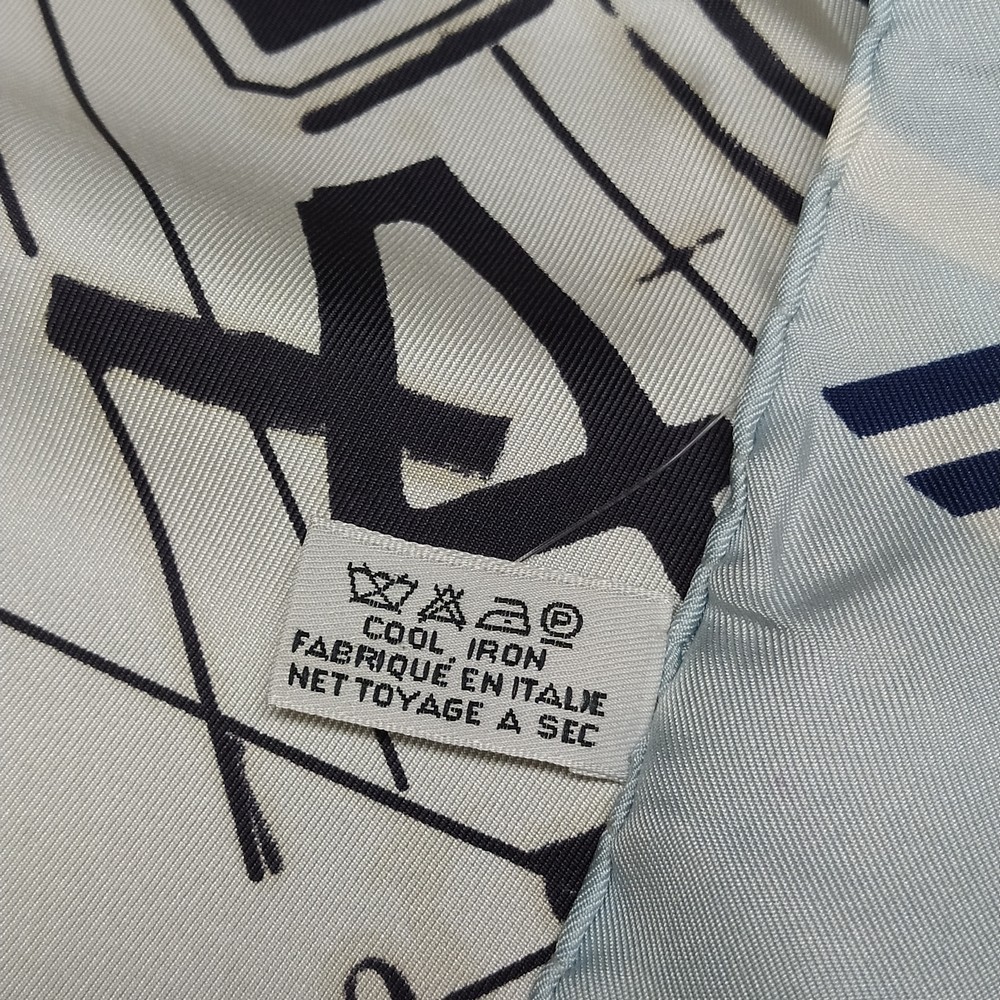 P
COOL IRON
FABRIQUÉ EN ITALIE
NETTOYAGE A SEC